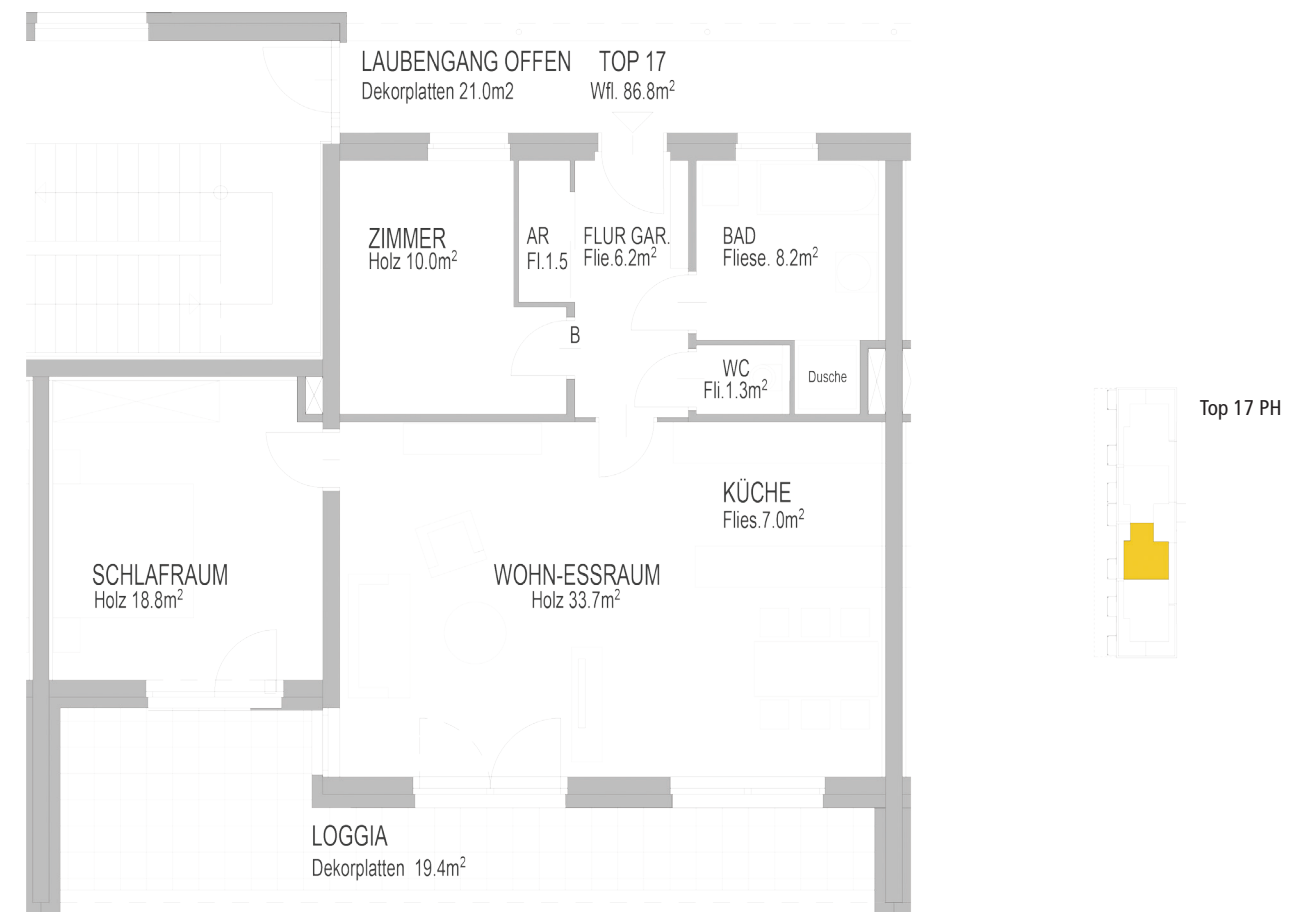 LAUBENGANG OFFEN
Dekorplatten 21.0m2
TOP 17
Wfl. 86.8m²
ZIMMER
Holz 10.0m²
AR
Fl.1.5
FLUR GAR.
Flie.6.2m²
BAD
Fliese. 8.2m²
B
WC
Fli.1.3m²
Dusche
Top 17 PH
KÜCHE
Flies.7.0m²
SCHLAFRAUM
Holz 18.8m²
WOHN-ESSRAUM
Holz 33.7m²
LOGGIA
Dekorplatten 19.4m²